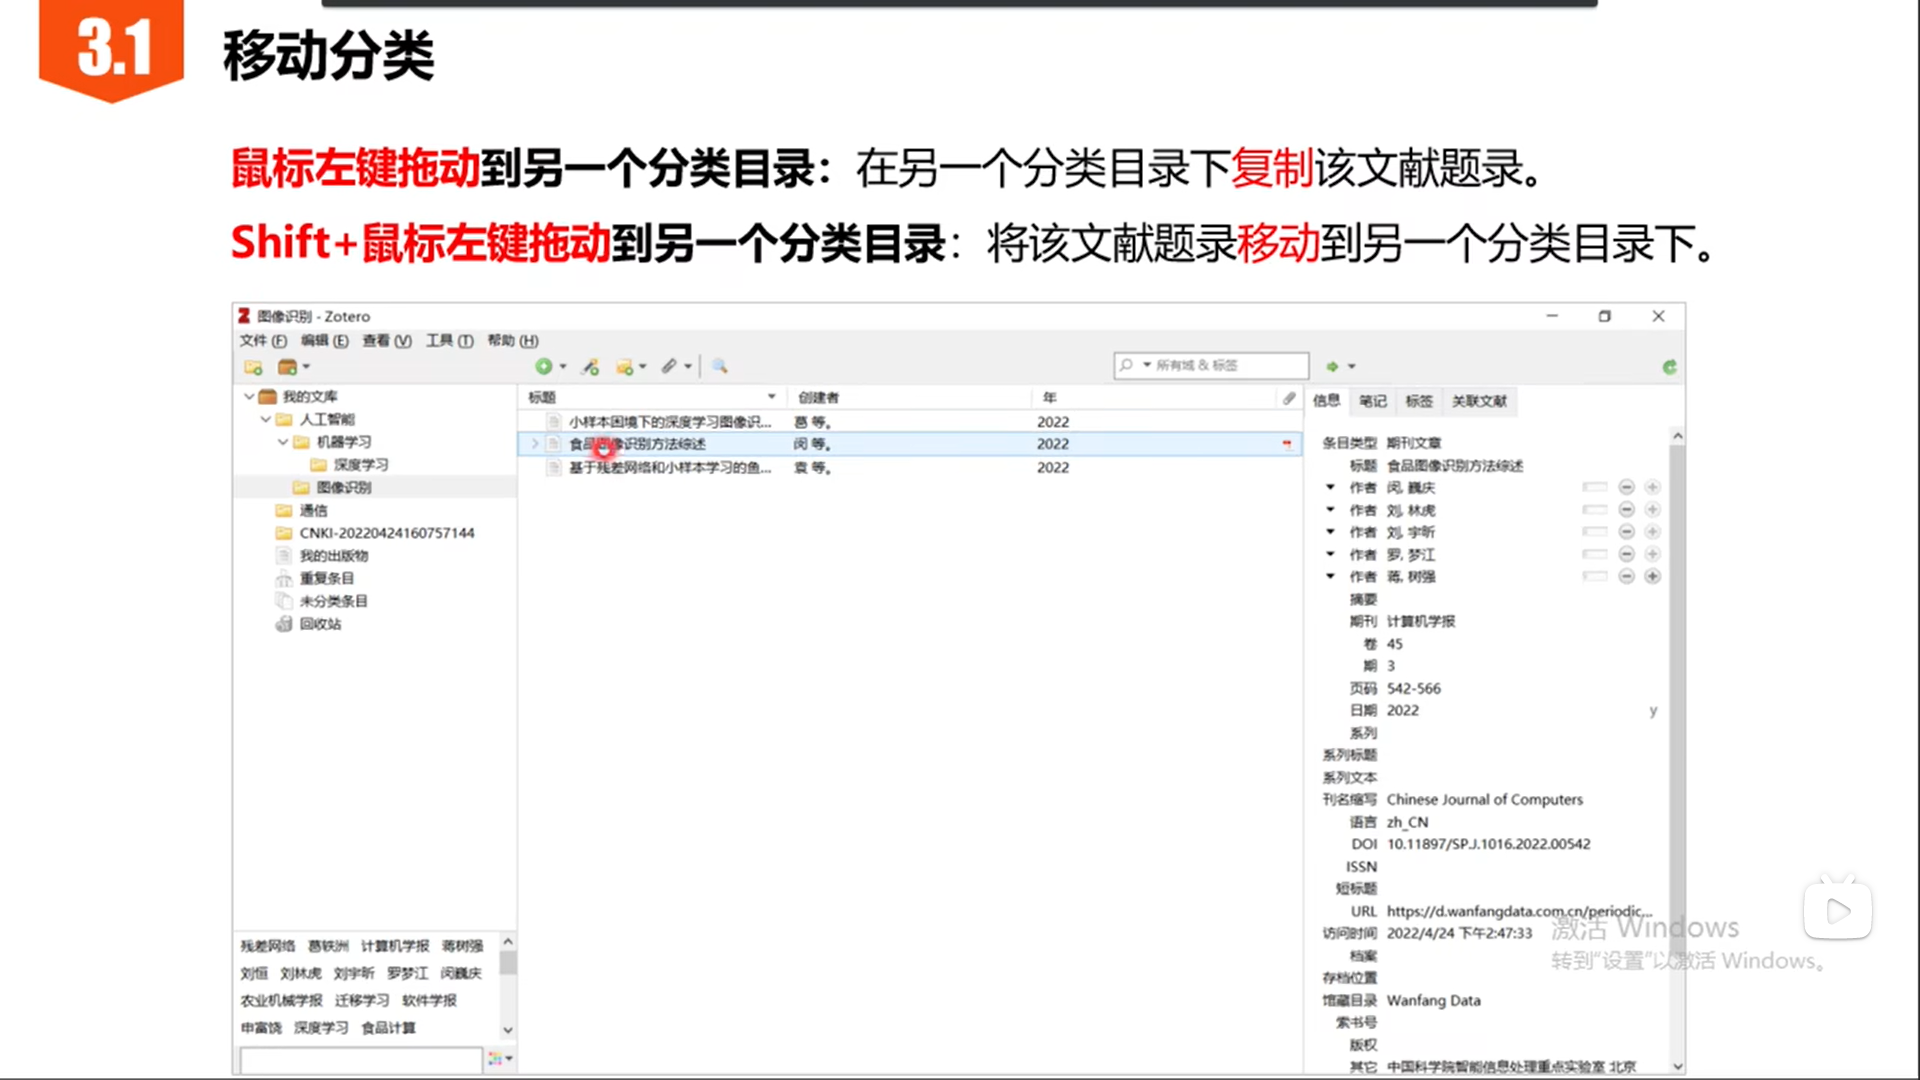 3.1 移动分类
鼠标左键拖动到另一个分类目录：在另一个分类目录下复制该文献题录。
Shift+鼠标左键拖动到另一个分类目录：将该文献题录移动到另一个分类目录下。
图像识别 - Zotero
文件 (F) 编辑 (E) 查看 (V) 工具 (T) 帮助 (H)
所有域 & 标签
我的文库
人工智能
机器学习
深度学习
图像识别
通信
CNKI-20220424160757144
我的出版物
重复条目
未分类条目
回收站
标题 创建者 年
小样本困境下的深度学习图像识... 葛 等。 2022
食品图像识别方法综述 闵 等。 2022
基于残差网络和小样本学习的鱼... 袁 等。 2022
信息 笔记 标签 关联文献
条目类型 期刊文章
标题 食品图像识别方法综述
作者 闵, 巍庆
作者 刘, 林虎
作者 刘, 宇昕
作者 罗, 梦江
作者 蒋, 树强
摘要
期刊 计算机学报
卷 45
期 3
页码 542-566
日期 2022 y
系列
系列标题
系列文本
刊名缩写 Chinese Journal of Computers
语言 zh_CN
DOI 10.11897/SP.J.1016.2022.00542
ISSN
短标题
URL https://d.wanfangdata.com.cn/periodic...
访问时间 2022/4/24 下午2:47:33
档案
存档位置
馆藏目录 Wanfang Data
索书号
版权
其它 中国科学院智能信息处理重点实验室 北京
残差网络 葛轶洲 计算机学报 蒋树强
刘恒 刘林虎 刘宇昕 罗梦江 闵巍庆
农业机械学报 迁移学习 软件学报
申富饶 深度学习 食品计算
激活 Windows
转到“设置”以激活 Windows。